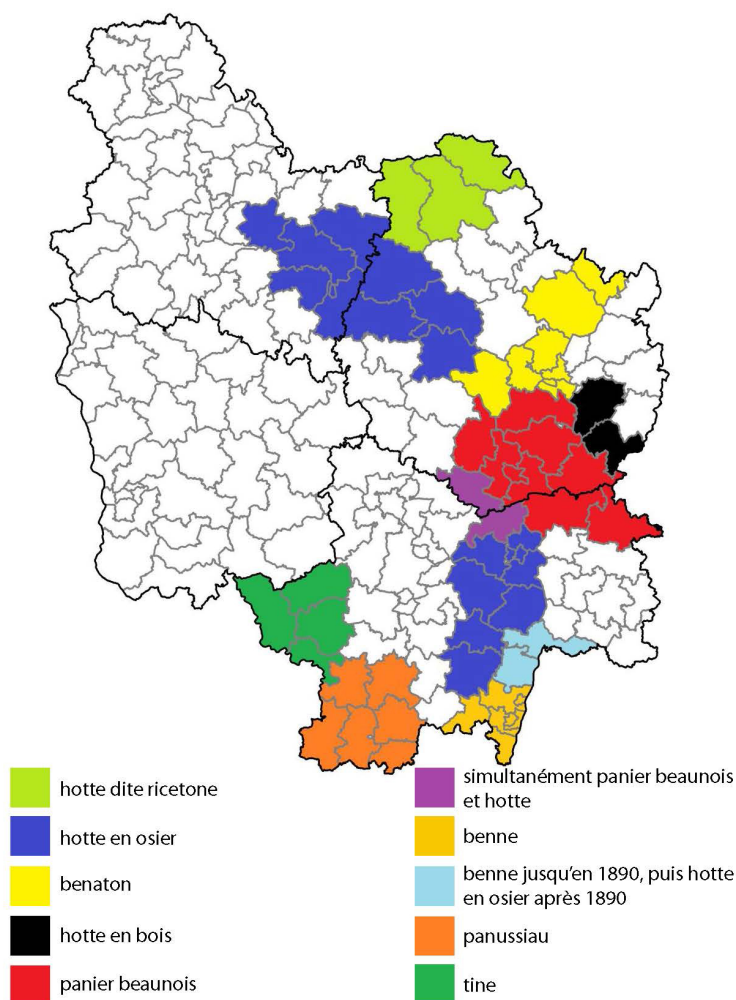 hotte dite ricetone
hotte en osier
benaton
hotte en bois
panier beaunois
simultanément panier beaunois
et hotte
benne
benne jusqu'en 1890, puis hotte
en osier après 1890
panussiau
tine